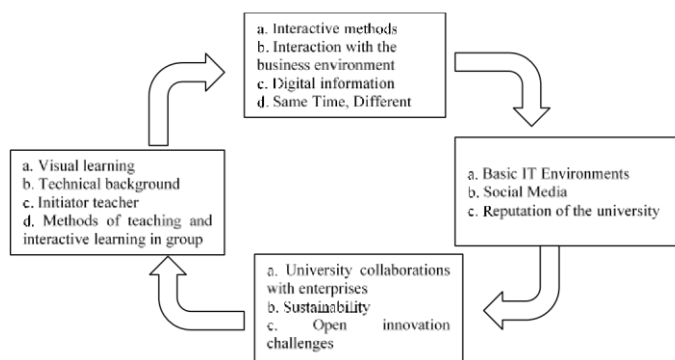 a. Interactive methods
b. Interaction with the
business environment
c. Digital information
d. Same Time, Different
a. Basic IT Environments
b. Social Media
c. Reputation of the university
a. University collaborations
with enterprises
b. Sustainability
c. Open innovation
challenges
a. Visual learning
b. Technical background
c. Initiator teacher
d. Methods of teaching and
interactive learning in group